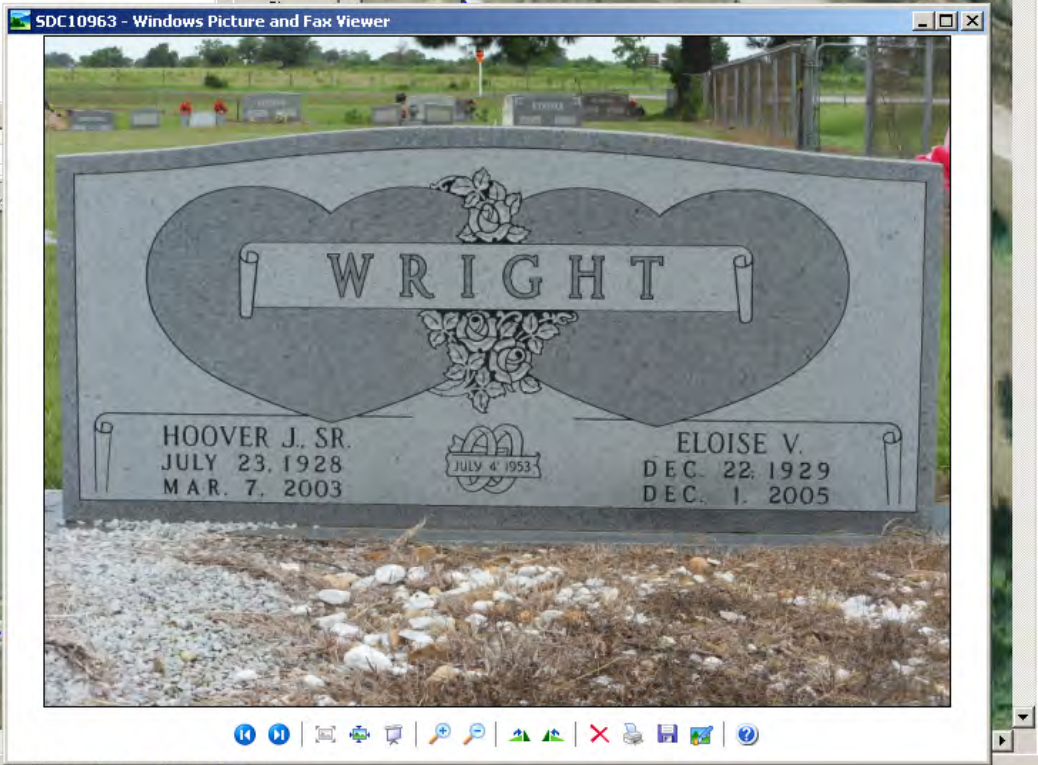 SDC10963 - Windows Picture and Fax Viewer
WRIGHT
HOOVER J., SR.
JULY 23, 1928
MAR. 7, 2003
JULY 4, 1953
ELOISE V.
DEC. 22, 1929
DEC. 1, 2005